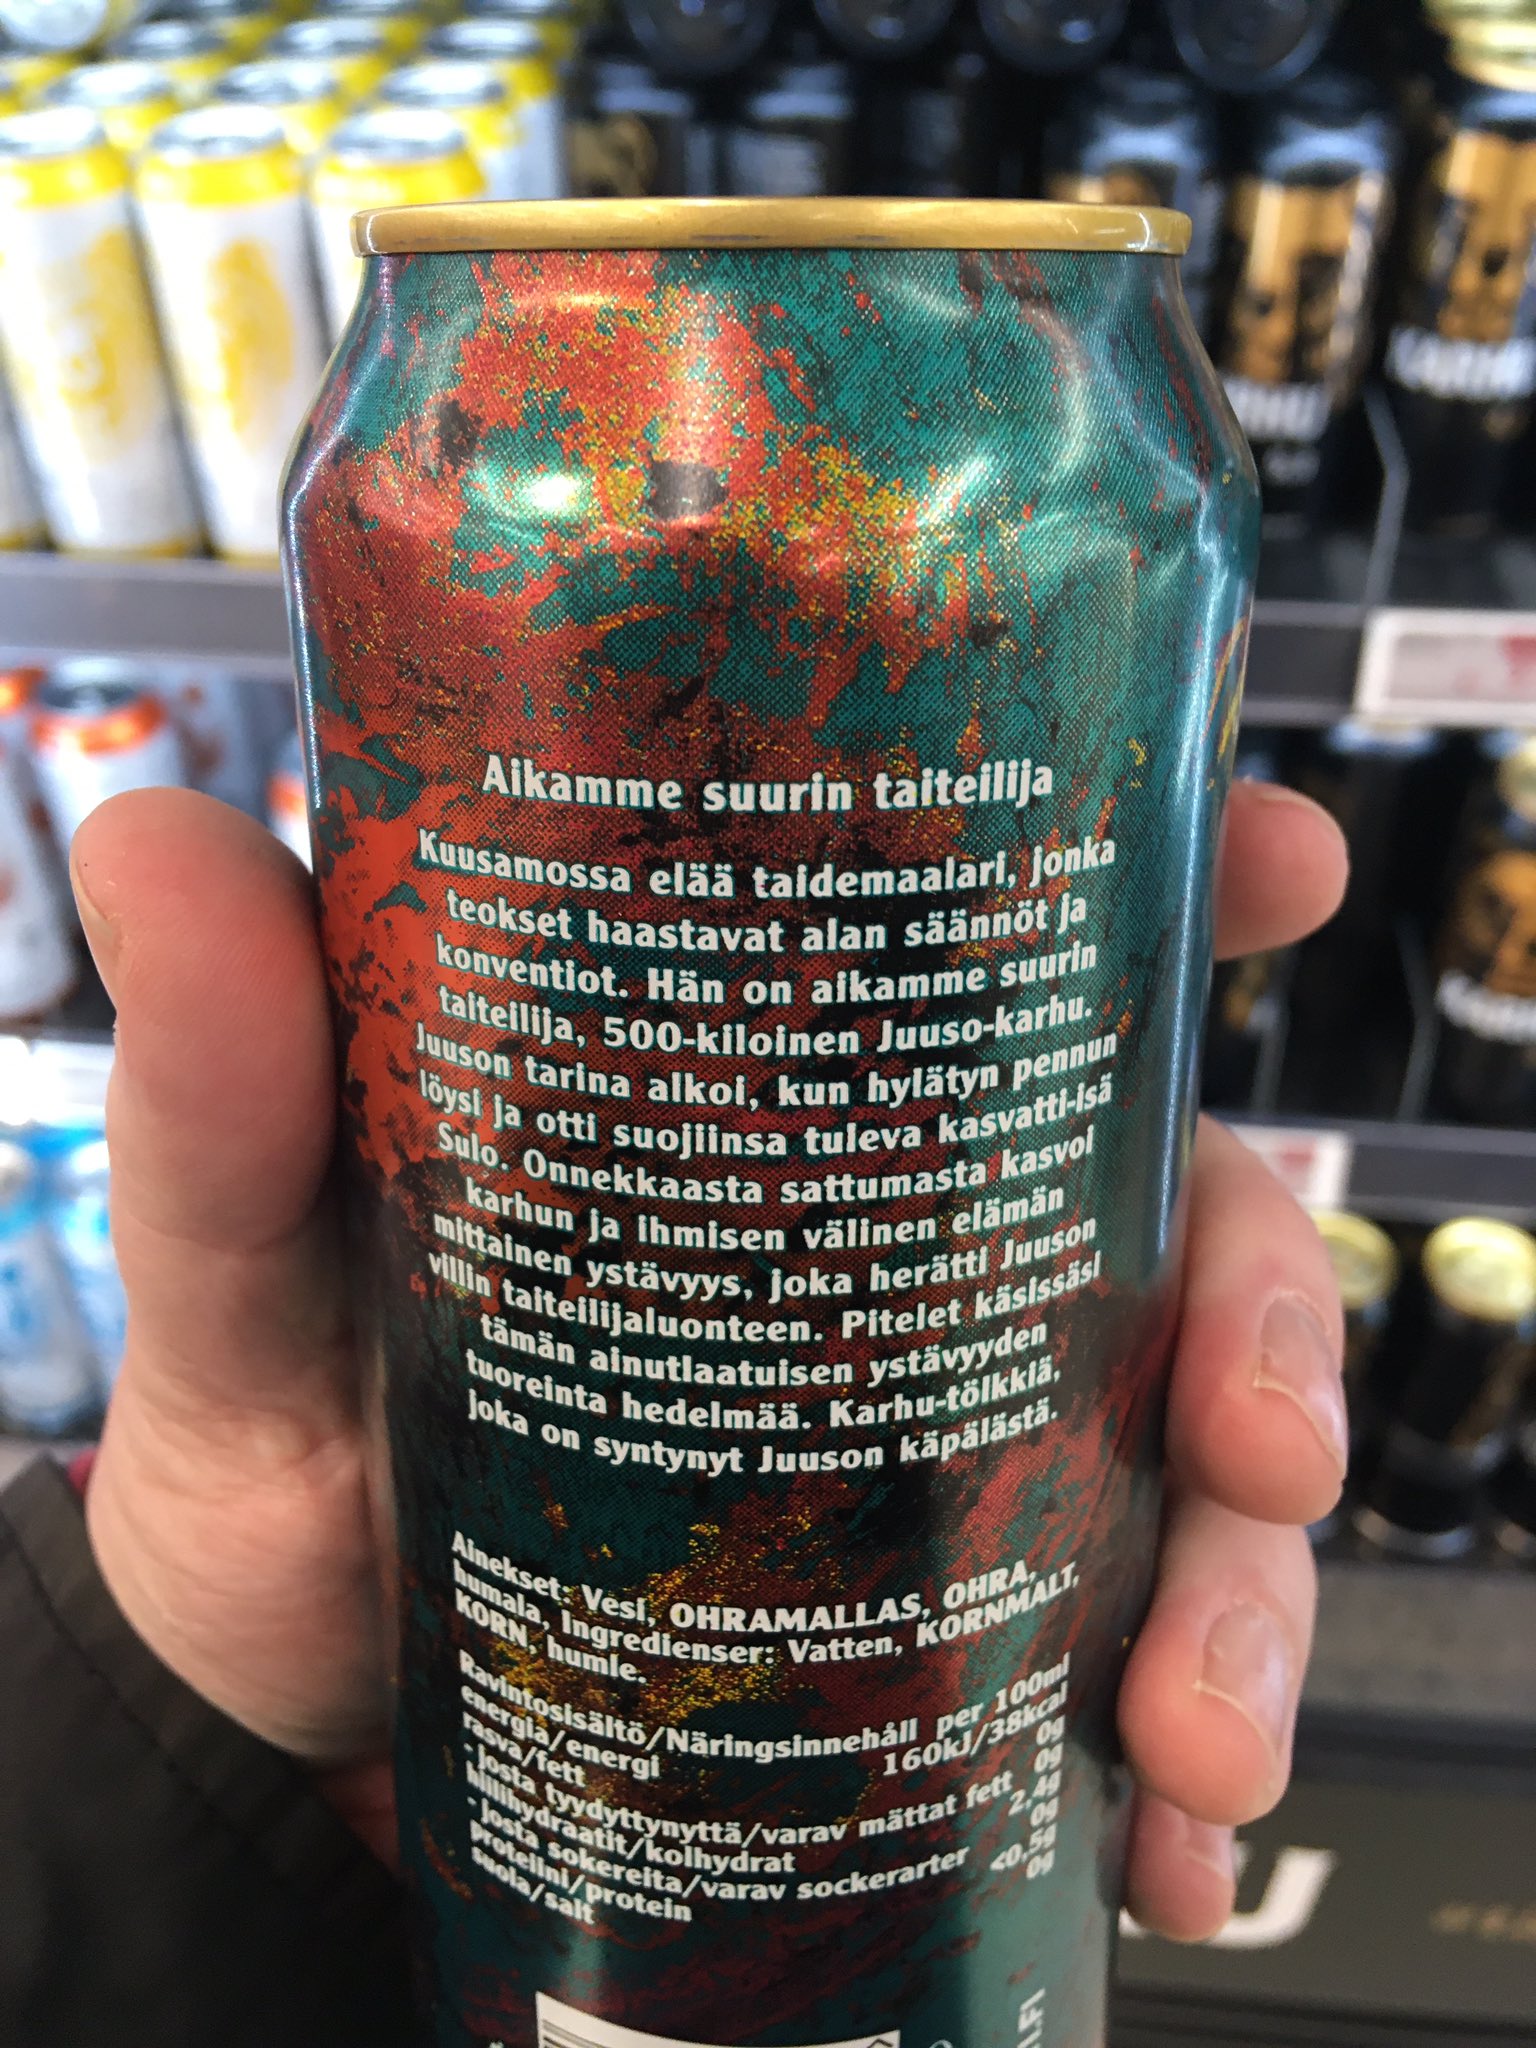 Aikamme suurin taiteilija
Kuusamossa elää taidemaalari, jonka
teokset haastavat alan säännöt ja
konventiot. Hän on aikamme suurin
taiteilija, 500-kiloinen Juuso-karhu.
Juuson tarina alkoi, kun hylätyn pennun
löysi ja otti suojiinsa tuleva kasvatti-isä
Sulo. Onnekkaasta sattumasta kasvoi
karhun ja ihmisen välinen elämän
mittainen ystävyys, joka herätti Juuson
villin taiteilijaluonteen. Pitelet käsissäsi
tämän ainutlaatuisen ystävyyden
tuoreinta hedelmää. Karhu-tölkkiä,
joka on syntynyt Juuson käpälästä.
Ainekset: Vesi, OHRAMALLAS, OHRA,
humala, Ingredienser: Vatten, KORNMALT,
KORN, humle.
Ravintosisältö/Näringsinnehåll per 100ml
energia/energi 160kJ/38kcal
rasva/fett 0g
- josta tyydyttynyttä/varav mättat fett 0g
hiilihydraatit/kolhydrat 2,4g
- josta sokereita/varav sockerarter 0g
proteiini/protein <0,5g
suola/salt 0g